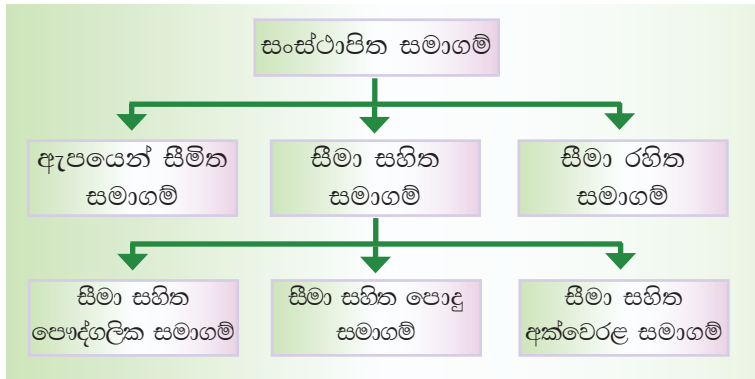 සංස්ථාපිත සමාගම්
ඇපයෙන් සීමිත
සමාගම්
සීමා සහිත
සමාගම්
සීමා රහිත
සමාගම්
සීමා සහිත
පෞද්ගලික සමාගම්
සීමා සහිත පොදු
සමාගම්
සීමා සහිත
අක්වෙරළ සමාගම්